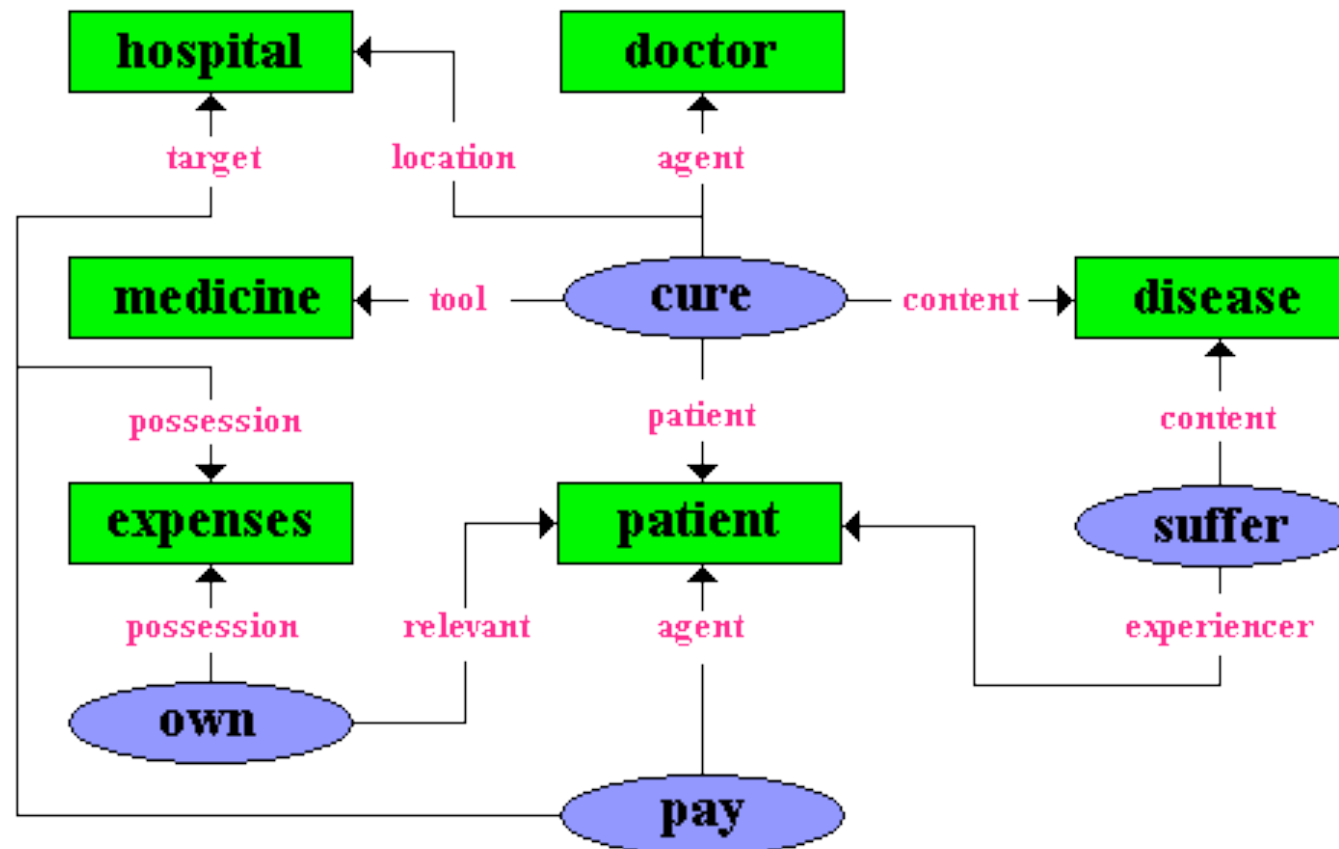 hospital
doctor
target
location
agent
medicine
tool
cure
content
disease
possession
patient
content
expenses
patient
suffer
possession
relevant
agent
experiencer
own
pay